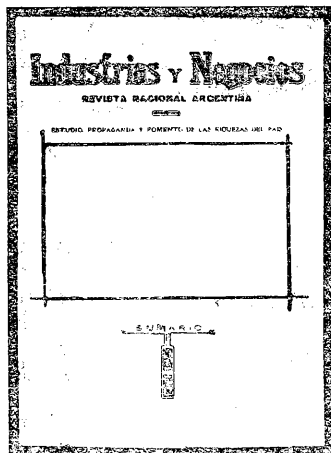 Industrias Y Negocios
REVISTA NACIONAL ARGENTINA
ESTUDIO, PROPAGANDA Y FOMENTO DE LAS RIQUEZAS DEL PAIS
SUMARIO